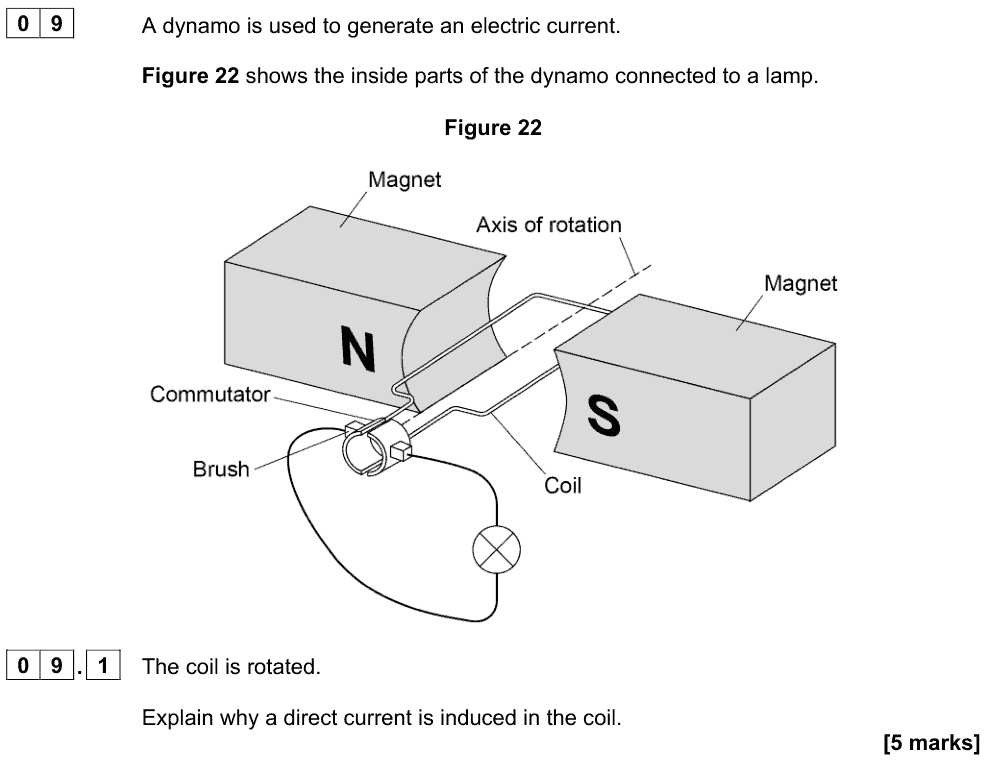 0 9 A dynamo is used to generate an electric current.
Figure 22 shows the inside parts of the dynamo connected to a lamp.
Figure 22
Magnet
Axis of rotation
Magnet
N
Commutator
S
Brush
Coil
0 9 . 1 The coil is rotated.
Explain why a direct current is induced in the coil.
[5 marks]